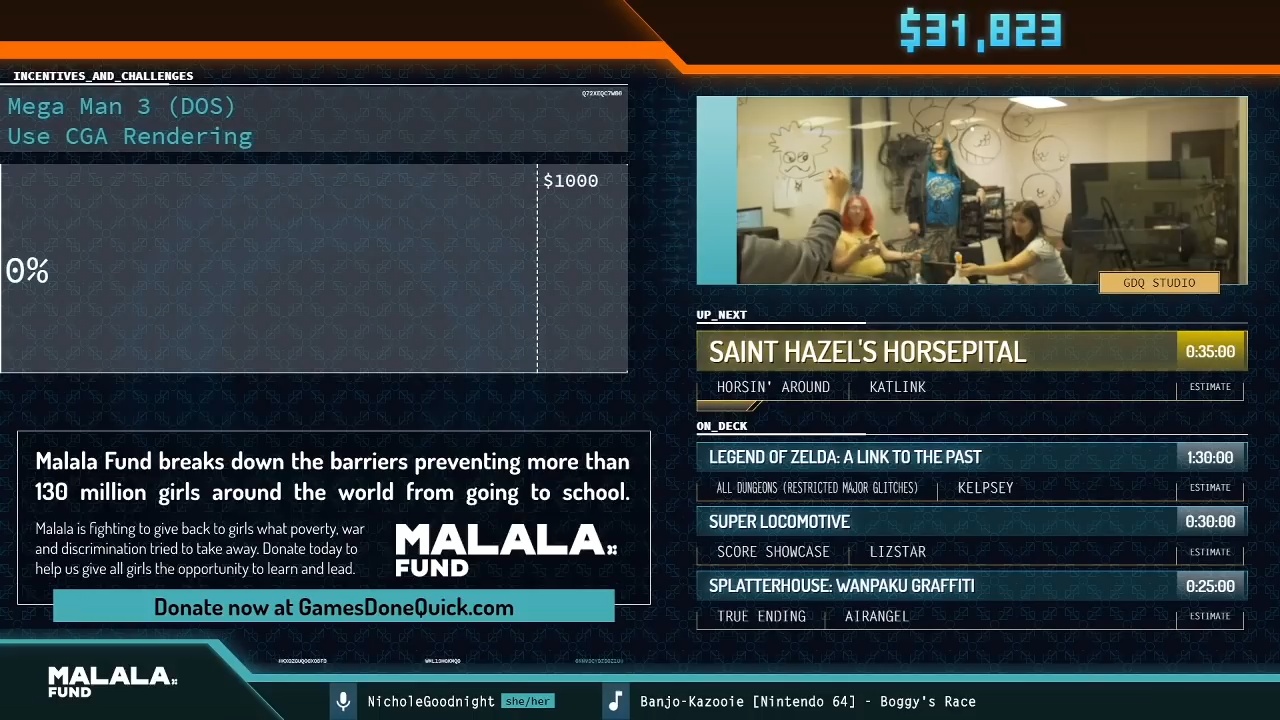 $31,823
INCENTIVES_AND_CHALLENGES
Mega Man 3 (DOS)
Use CGA Rendering
$1000
0%
GDQ STUDIO
UP_NEXT
SAINT HAZEL'S HORSEPITAL 0:35:00
HORSIN' AROUND KATLINK ESTIMATE
ON_DECK
LEGEND OF ZELDA: A LINK TO THE PAST 1:30:00
ALL DUNGEONS (RESTRICTED MAJOR GLITCHES) KELPSEY ESTIMATE
SUPER LOCOMOTIVE 0:30:00
SCORE SHOWCASE LIZSTAR ESTIMATE
SPLATTERHOUSE: WANPAKU GRAFFITI 0:25:00
TRUE ENDING AIRANGEL ESTIMATE
Malala Fund breaks down the barriers preventing more than
130 million girls around the world from going to school.
Malala is fighting to give back to girls what poverty, war
and discrimination tried to take away. Donate today to
help us give all girls the opportunity to learn and lead.
MALALA
FUND
Donate now at GamesDoneQuick.com
MALALA
FUND
NicholeGoodnight she/her
Banjo-Kazooie [Nintendo 64] - Boggy's Race